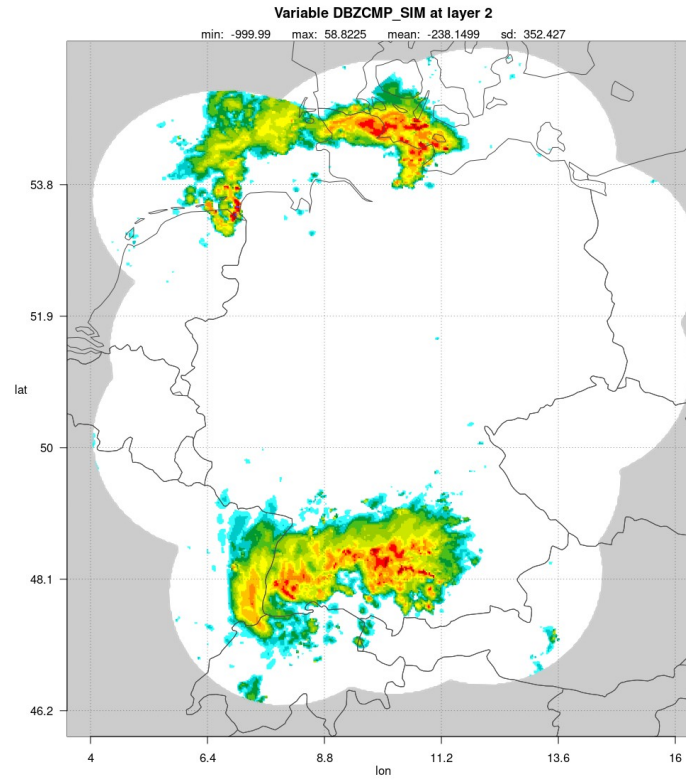 Variable DBZCMP_SIM at layer 2
min: -999.99 max: 58.8225 mean: -238.1499 sd: 352.427
53.8
51.9
lat
50
48.1
46.2
4 6.4 8.8 11.2 13.6 16
lon